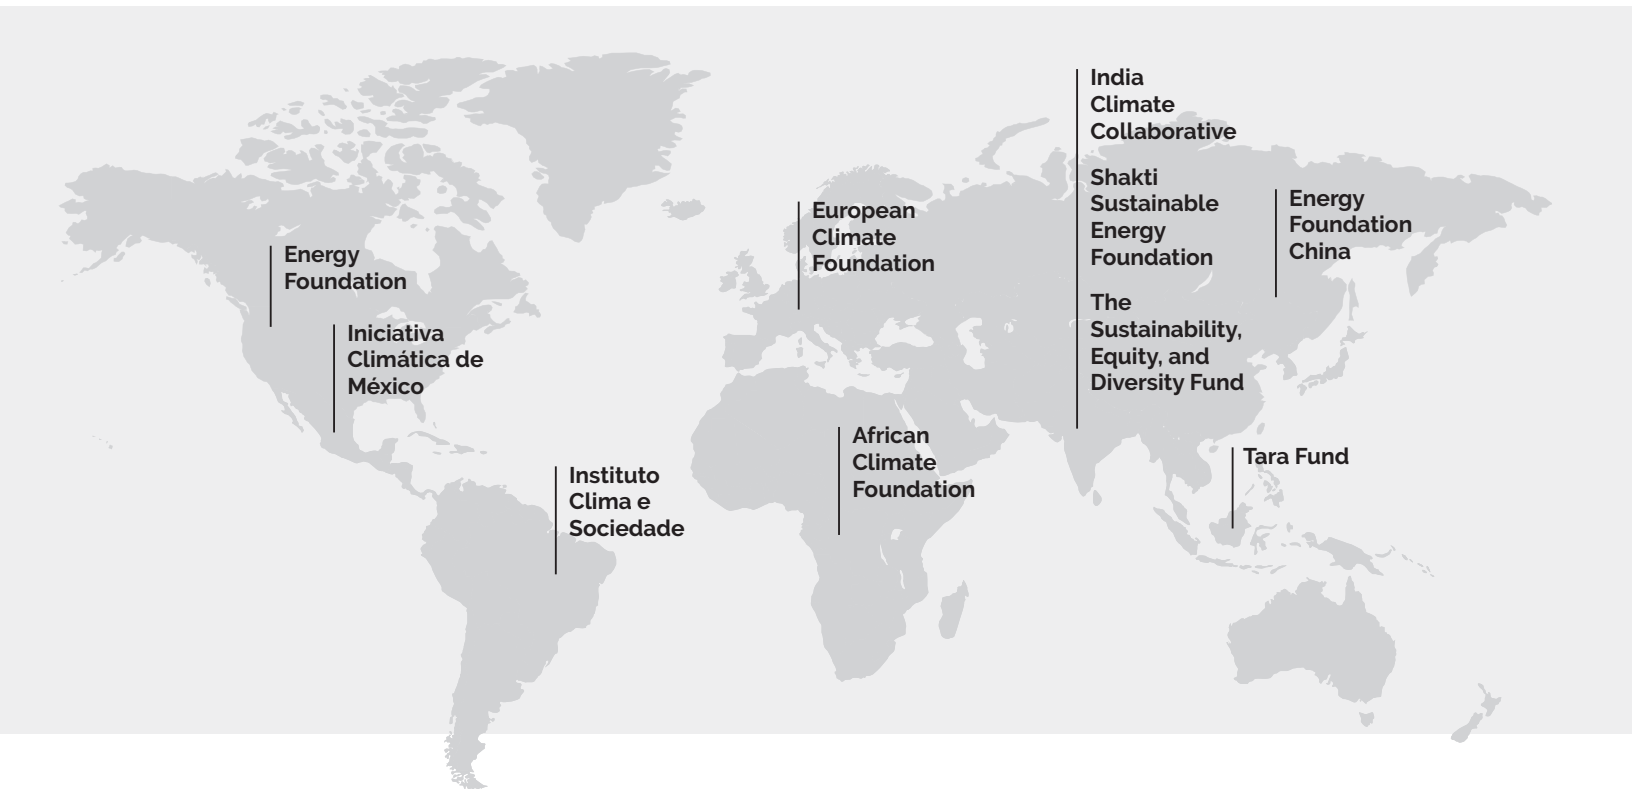 India
Climate
Collaborative
Shakti
Sustainable
Energy
Foundation
The
Sustainability,
Equity, and
Diversity Fund
Energy
Foundation
China
European
Climate
Foundation
Energy
Foundation
Iniciativa
Climática de
México
African
Climate
Foundation
Tara Fund
Instituto
Clima e
Sociedade